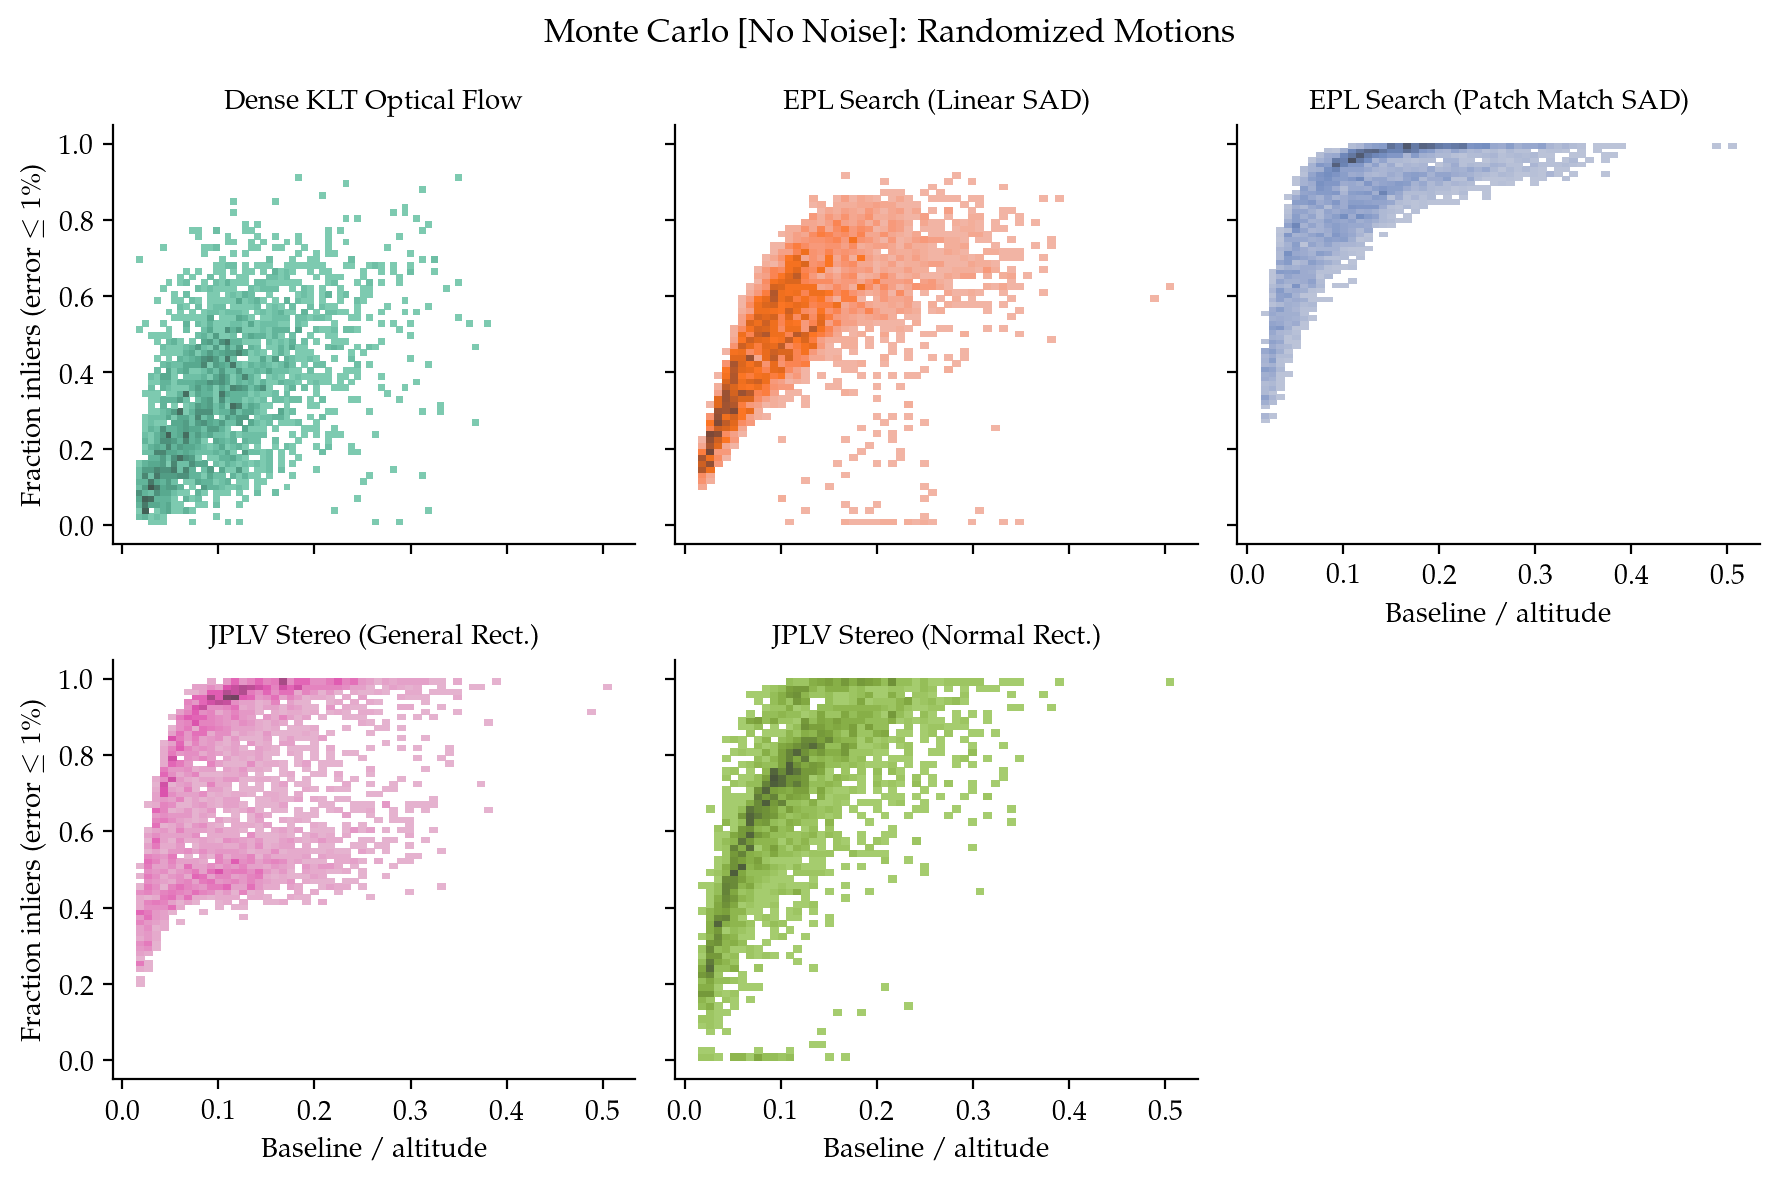 Monte Carlo [No Noise]: Randomized Motions
Dense KLT Optical Flow
EPL Search (Linear SAD)
EPL Search (Patch Match SAD)
Fraction inliers (error ≤ 1%)
1.0
0.8
0.6
0.4
0.2
0.0
0.0 0.1 0.2 0.3 0.4 0.5
Baseline / altitude
JPLV Stereo (General Rect.)
JPLV Stereo (Normal Rect.)
Fraction inliers (error ≤ 1%)
1.0
0.8
0.6
0.4
0.2
0.0
0.0 0.1 0.2 0.3 0.4 0.5
Baseline / altitude
0.0 0.1 0.2 0.3 0.4 0.5
Baseline / altitude